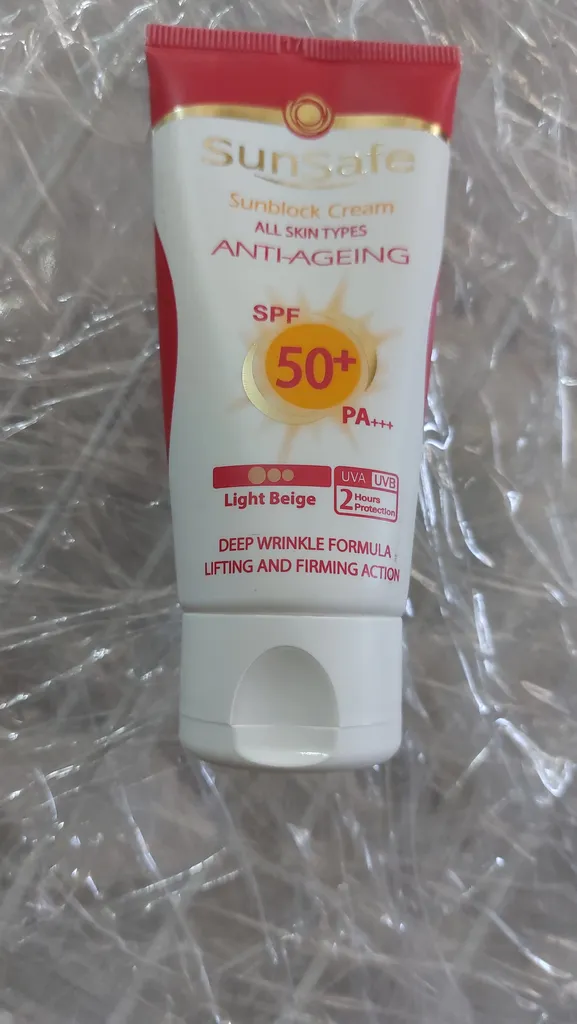 SunSafe
Sunblock Cream
ALL SKIN TYPES
ANTI-AGEING
SPF
50+
PA+++
Light Beige
UVA UVB
2 Hours Protection
DEEP WRINKLE FORMULA
LIFTING AND FIRMING ACTION